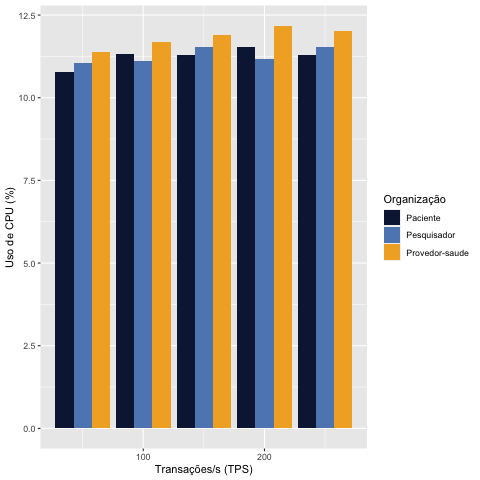 12.5
10.0
7.5
5.0
2.5
0.0
Uso de CPU (%)
100
200
Transações/s (TPS)
Organização
Paciente
Pesquisador
Provedor-saude